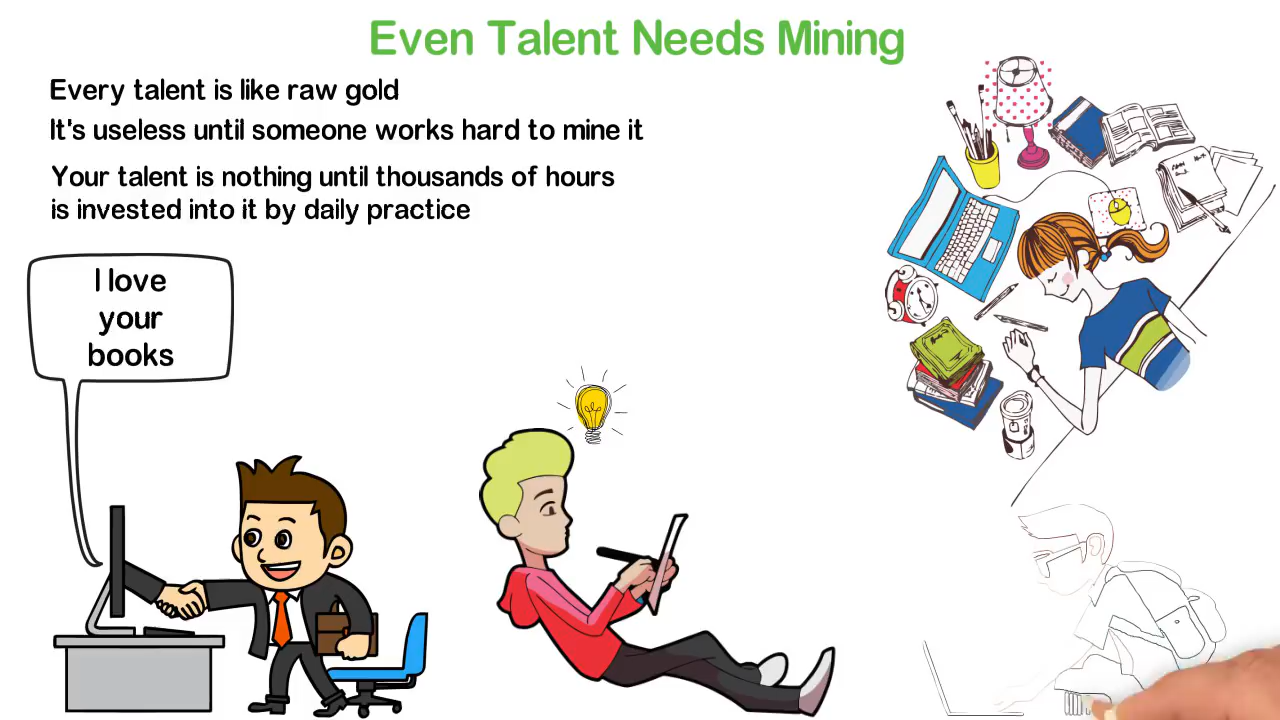 Even Talent Needs Mining
Every talent is like raw gold
It's useless until someone works hard to mine it
Your talent is nothing until thousands of hours
is invested into it by daily practice
I love
your
books